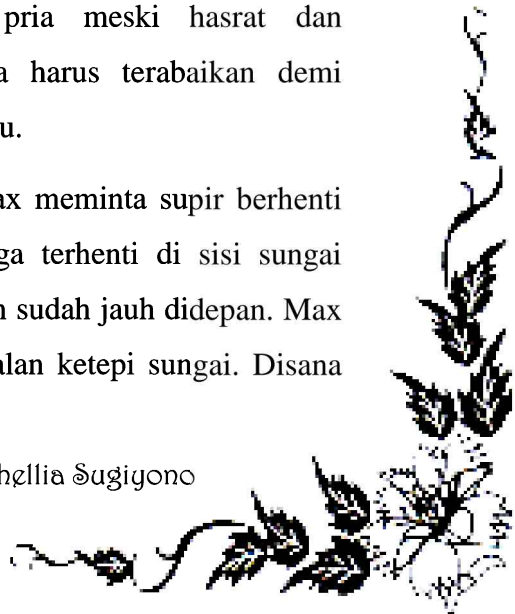 pria meski hasrat dan
a harus terabaikan demi
u.
ax meminta supir berhenti
ga terhenti di sisi sungai
n sudah jauh didepan. Max
alan ketepi sungai. Disana
hellia Sugiyono